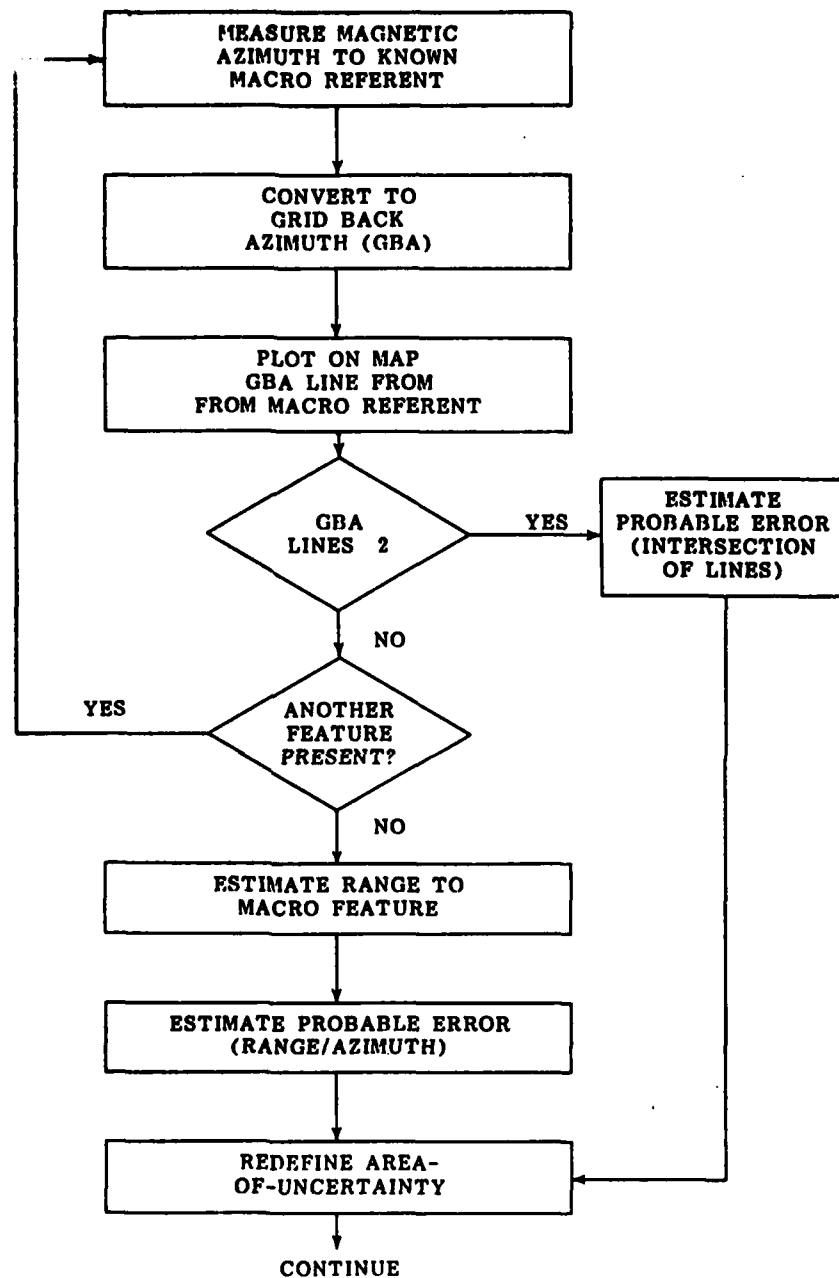 MEASURE MAGNETIC
AZIMUTH TO KNOWN
MACRO REFERENT
CONVERT TO
GRID BACK
AZIMUTH (GBA)
PLOT ON MAP
GBA LINE FROM
FROM MACRO REFERENT
GBA
LINES 2
YES
ESTIMATE
PROBABLE ERROR
(INTERSECTION
OF LINES)
NO
YES
ANOTHER
FEATURE
PRESENT?
NO
ESTIMATE RANGE TO
MACRO FEATURE
ESTIMATE PROBABLE ERROR
(RANGE/AZIMUTH)
REDEFINE AREA-
OF-UNCERTAINTY
CONTINUE